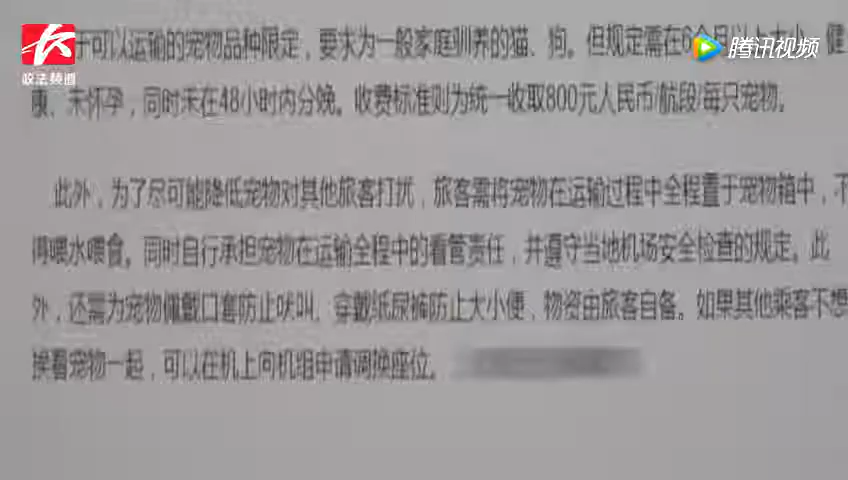 政法频道
腾讯视频
于可以运输的宠物品种限定，要求为一般家庭驯养的猫、狗。但规定需在6个月以上大小，健
康、未怀孕，同时未在48小时内分娩。收费标准则为统一收取800元人民币/航段/每只宠物。
此外，为了尽可能降低宠物对其他旅客打扰，旅客需将宠物在运输过程中全程置于宠物箱中，不
得喂水喂食。同时自行承担宠物在运输全程中的看管责任，并遵守当地机场安全检查的规定。此
外，还需为宠物佩戴口套防止吠叫、穿戴纸尿裤防止大小便，物资由旅客自备。如果其他乘客不想
挨着宠物一起，可以在机上向机组申请调换座位。